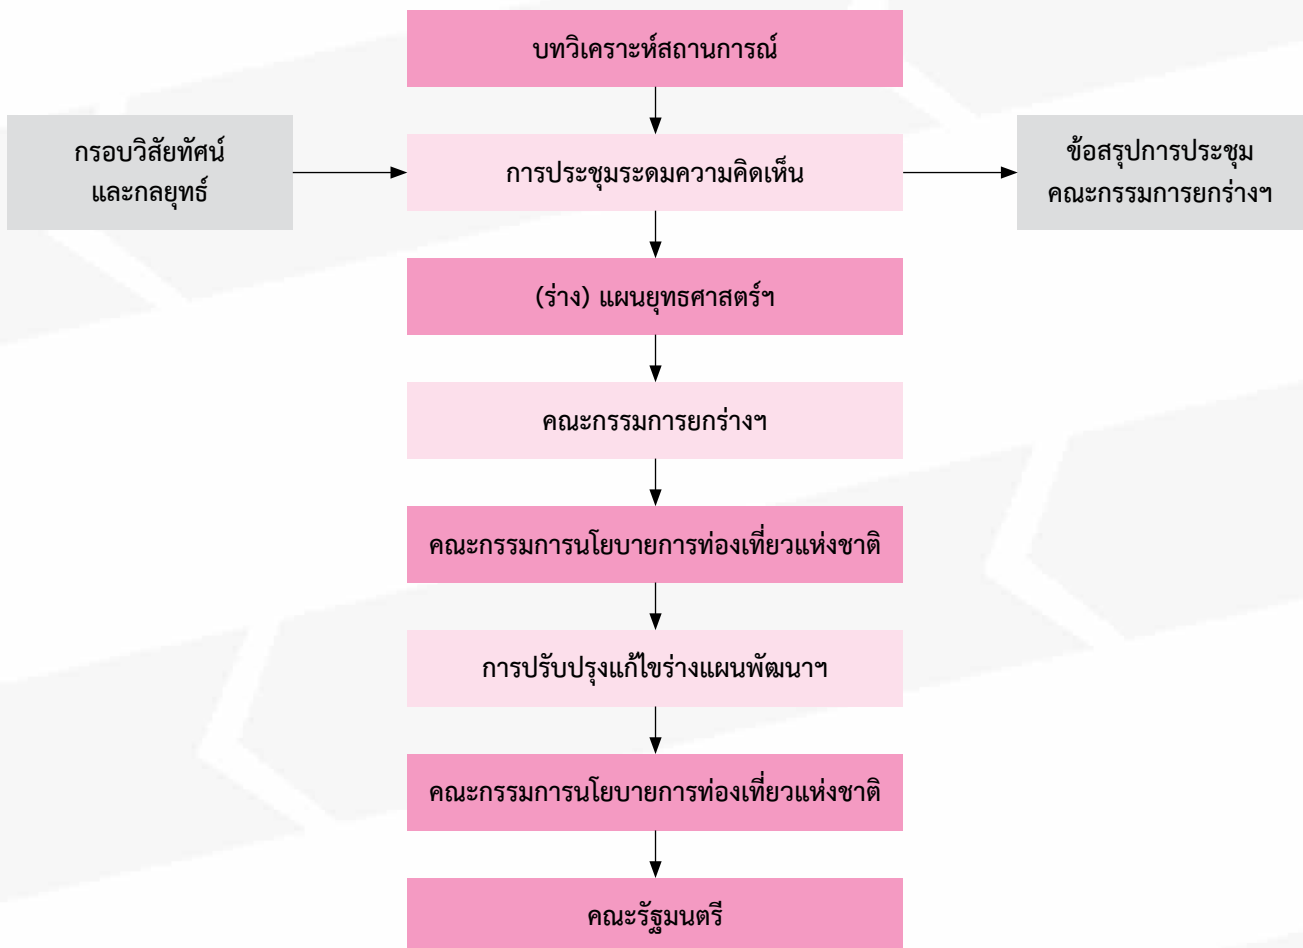 บทวิเคราะห์สถานการณ์
กรอบวิสัยทัศน์
และกลยุทธ์
การประชุมระดมความคิดเห็น
ข้อสรุปการประชุม
คณะกรรมการยกร่างฯ
(ร่าง) แผนยุทธศาสตร์ฯ
คณะกรรมการยกร่างฯ
คณะกรรมการนโยบายการท่องเที่ยวแห่งชาติ
การปรับปรุงแก้ไขร่างแผนพัฒนาฯ
คณะกรรมการนโยบายการท่องเที่ยวแห่งชาติ
คณะรัฐมนตรี